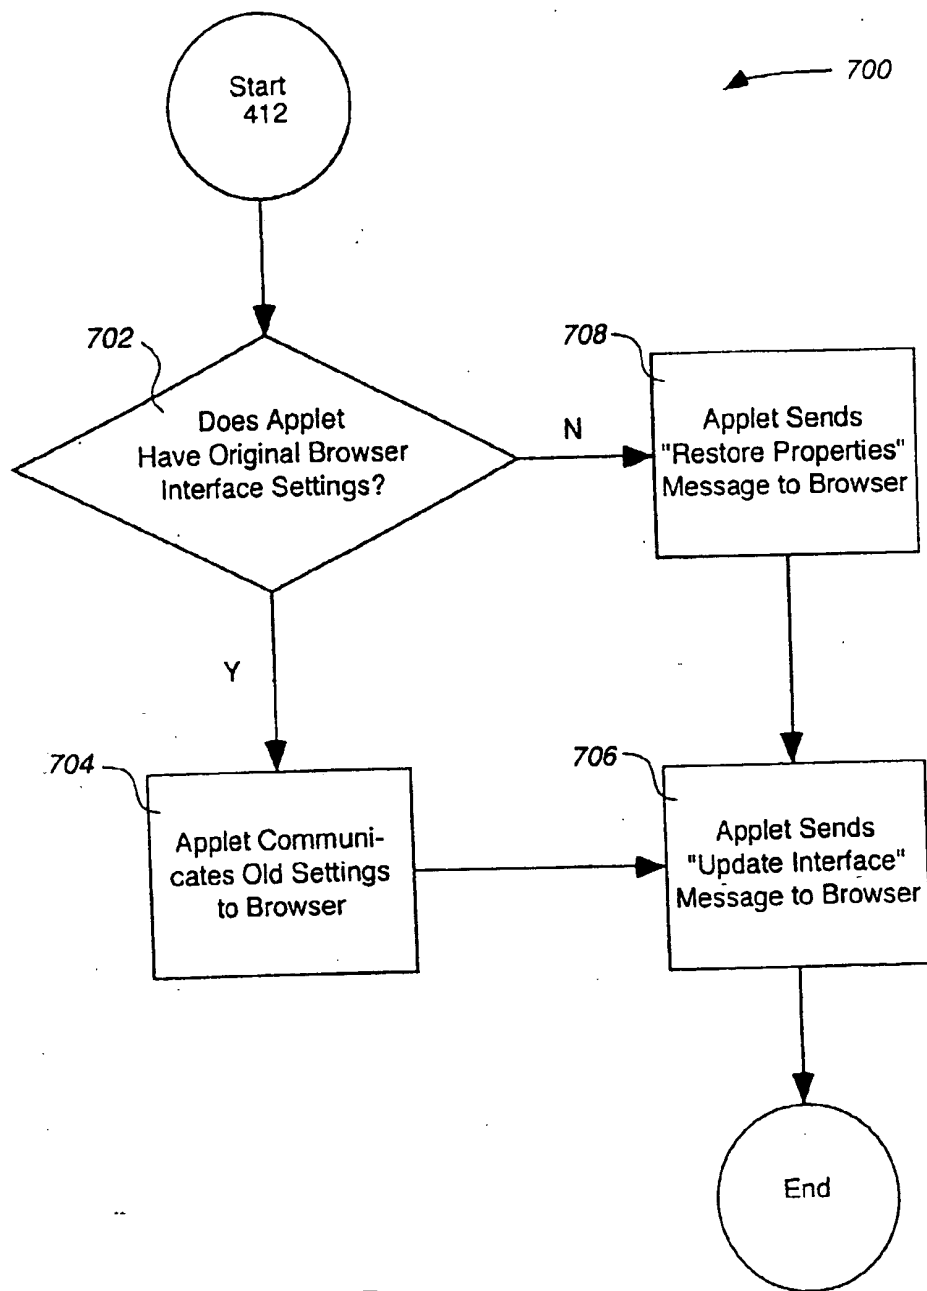 Start
412
700
702
Does Applet
Have Original Browser
Interface Settings?
N
708
Applet Sends
"Restore Properties"
Message to Browser
Y
704
Applet Communi-
cates Old Settings
to Browser
706
Applet Sends
"Update Interface"
Message to Browser
End